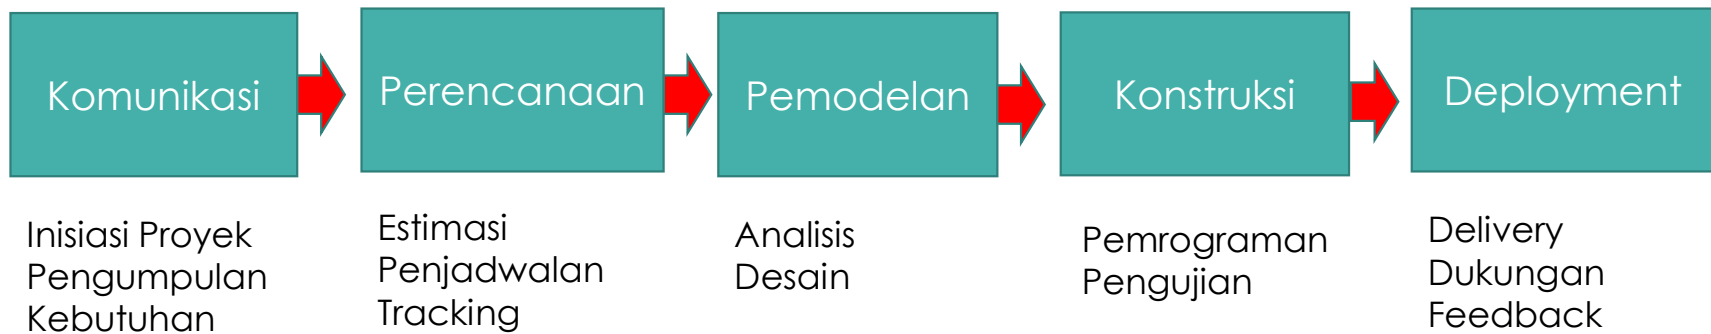 Komunikasi
Perencanaan
Pemodelan
Konstruksi
Deployment
Inisiasi Proyek
Pengumpulan
Kebutuhan
Estimasi
Penjadwalan
Tracking
Analisis
Desain
Pemrograman
Pengujian
Delivery
Dukungan
Feedback